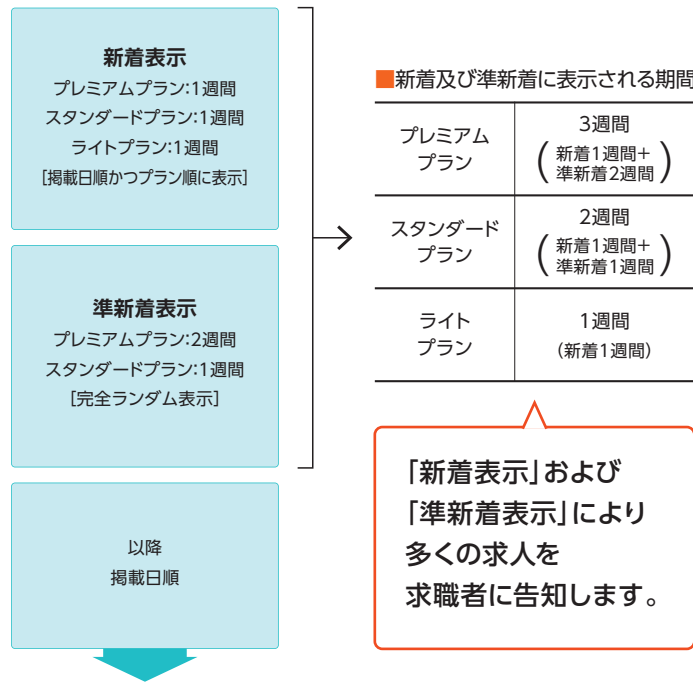 新着表示
プレミアムプラン:1週間
スタンダードプラン:1週間
ライトプラン:1週間
[掲載日順かつプラン順に表示]
準新着表示
プレミアムプラン:2週間
スタンダードプラン:1週間
[完全ランダム表示]
以降
掲載日順
■新着及び準新着に表示される期間
プレミアム
プラン
3週間
(新着1週間+
準新着2週間)
スタンダード
プラン
2週間
(新着1週間+
準新着1週間)
ライト
プラン
1週間
(新着1週間)
「新着表示」および
「準新着表示」により
多くの求人を
求職者に告知します。